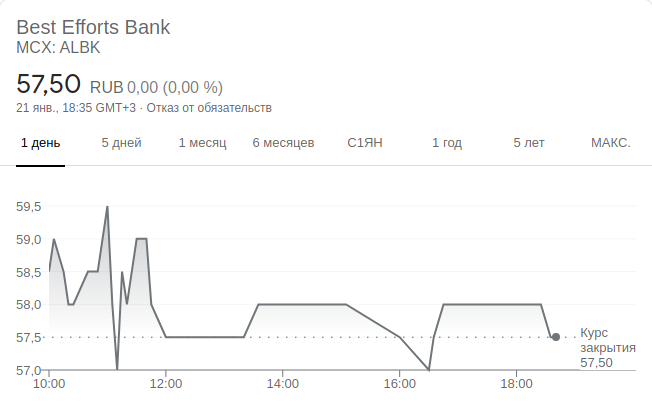 Best Efforts Bank
MCX: ALBK
57,50 RUB 0,00 (0,00 %)
21 янв., 18:35 GMT+3 · Отказ от обязательств
1 день 5 дней 1 месяц 6 месяцев С1ЯН 1 год 5 лет МАКС.
59,5
59,0
58,5
58,0
57,5
57,0
Курс
закрытия
57,50
10:00 12:00 14:00 16:00 18:00